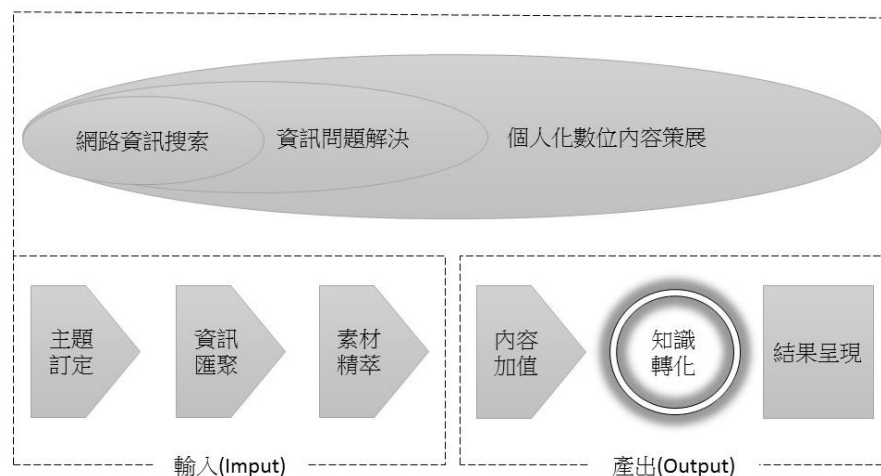 網路資訊搜索
資訊問題解決
個人化數位內容策展
主題
訂定
資訊
匯聚
素材
精萃
內容
加值
知識
轉化
結果呈現
輸入(Imput)
產出(Output)